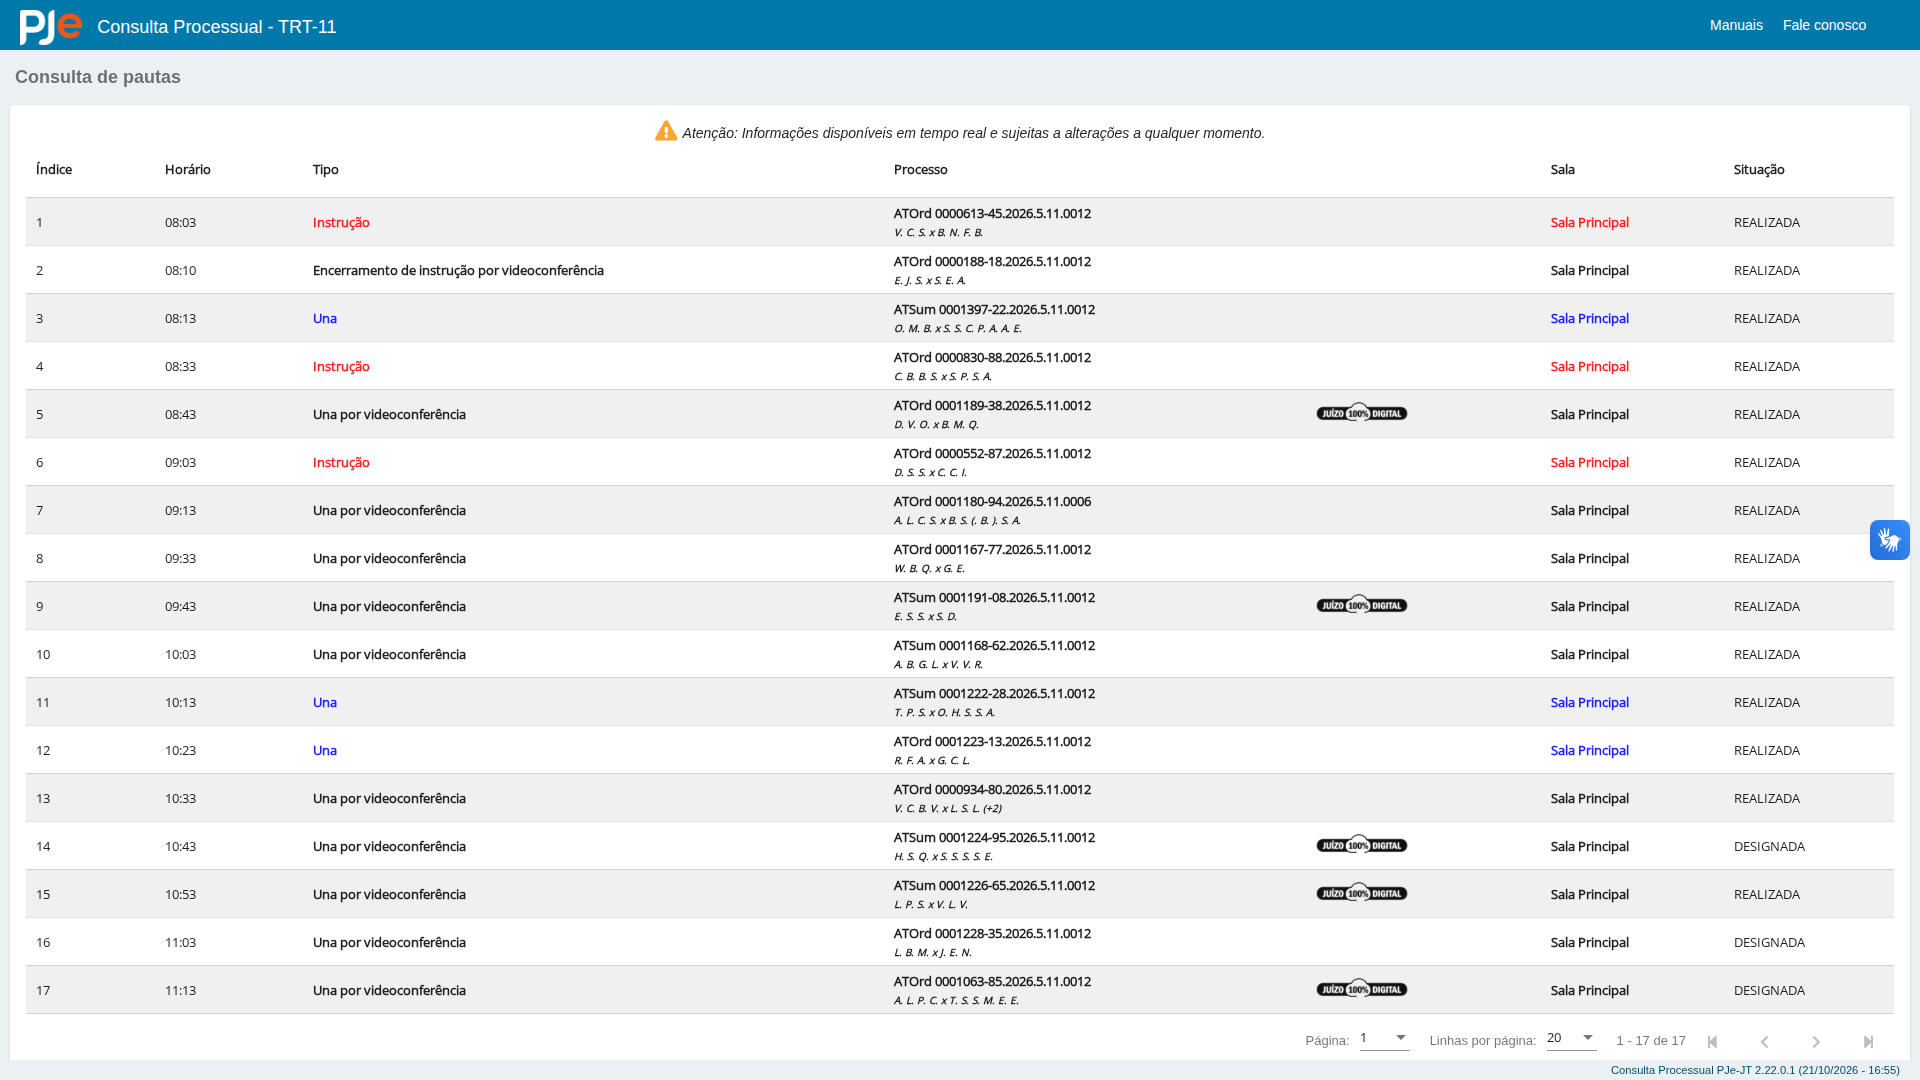 PJe Consulta Processual - TRT-11 Manuais Fale conosco
Consulta de pautas
Atenção: Informações disponíveis em tempo real e sujeitas a alterações a qualquer momento.
Índice Horário Tipo Processo Sala Situação
1 08:03 Instrução ATOrd 0000613-45.2026.5.11.0012 Sala Principal REALIZADA
V. C. S. x B. N. F. B.
2 08:10 Encerramento de instrução por videoconferência ATOrd 0000188-18.2026.5.11.0012 Sala Principal REALIZADA
E. J. S. x S. E. A.
3 08:13 Una ATSum 0001397-22.2026.5.11.0012 Sala Principal REALIZADA
O. M. B. x S. S. C. P. A. A. E.
4 08:33 Instrução ATOrd 0000830-88.2026.5.11.0012 Sala Principal REALIZADA
C. B. B. S. x S. P. S. A.
5 08:43 Una por videoconferência ATOrd 0001189-38.2026.5.11.0012 JUÍZO 100% DIGITAL Sala Principal REALIZADA
D. V. O. x B. M. Q.
6 09:03 Instrução ATOrd 0000552-87.2026.5.11.0012 Sala Principal REALIZADA
D. S. S. x C. C. I.
7 09:13 Una por videoconferência ATOrd 0001180-94.2026.5.11.0006 Sala Principal REALIZADA
A. L. C. S. x B. S. (. B. ). S. A.
8 09:33 Una por videoconferência ATOrd 0001167-77.2026.5.11.0012 Sala Principal REALIZADA
W. B. Q. x G. E.
9 09:43 Una por videoconferência ATSum 0001191-08.2026.5.11.0012 JUÍZO 100% DIGITAL Sala Principal REALIZADA
E. S. S. x S. D.
10 10:03 Una por videoconferência ATSum 0001168-62.2026.5.11.0012 Sala Principal REALIZADA
A. B. G. L. x V. V. R.
11 10:13 Una ATSum 0001222-28.2026.5.11.0012 Sala Principal REALIZADA
T. P. S. x O. H. S. S. A.
12 10:23 Una ATOrd 0001223-13.2026.5.11.0012 Sala Principal REALIZADA
R. F. A. x G. C. L.
13 10:33 Una por videoconferência ATOrd 0000934-80.2026.5.11.0012 Sala Principal REALIZADA
V. C. B. V. x L. S. L. (+2)
14 10:43 Una por videoconferência ATSum 0001224-95.2026.5.11.0012 JUÍZO 100% DIGITAL Sala Principal DESIGNADA
H. S. Q. x S. S. S. S. E.
15 10:53 Una por videoconferência ATSum 0001226-65.2026.5.11.0012 JUÍZO 100% DIGITAL Sala Principal REALIZADA
L. P. S. x V. L. V.
16 11:03 Una por videoconferência ATOrd 0001228-35.2026.5.11.0012 Sala Principal DESIGNADA
L. B. M. x J. E. N.
17 11:13 Una por videoconferência ATOrd 0001063-85.2026.5.11.0012 JUÍZO 100% DIGITAL Sala Principal DESIGNADA
A. L. P. C. x T. S. S. M. E. E.
Página: 1 Linhas por página: 20 1 - 17 de 17
Consulta Processual PJe-JT 2.22.0.1 (21/10/2026 - 16:55)